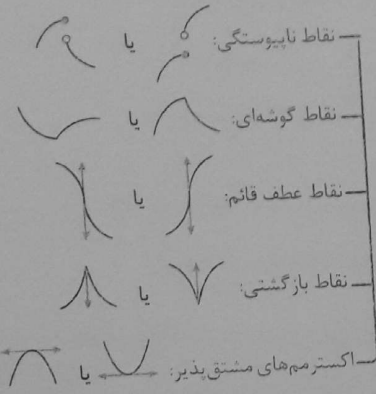 نقاط ناپیوستگی: یا
نقاط گوشه‌ای: یا
نقاط عطف قائم: یا
نقاط بازگشتی: یا
اکسترمم‌های مشتق‌پذیر: یا